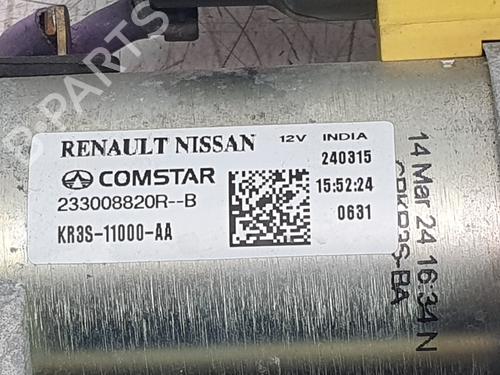 RENAULT NISSAN 12V INDIA
COMSTAR 240315
233008820R--B 15:52:24
KR3S-11000-AA 0631
14 Mar 24 16:34 N
D-PARTS